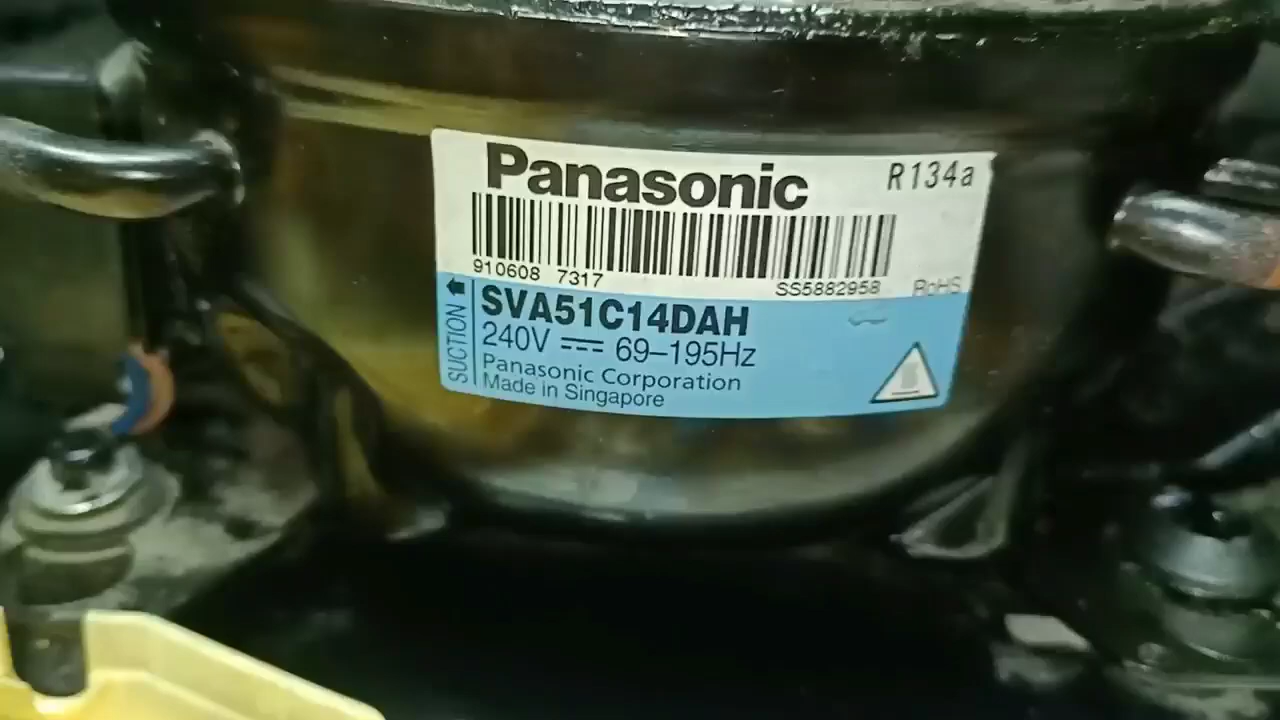 Panasonic R134a
910608 7317 SS5882958 RoHS
SUCTION
SVA51C14DAH
240V ⎓ 69–195Hz
Panasonic Corporation
Made in Singapore